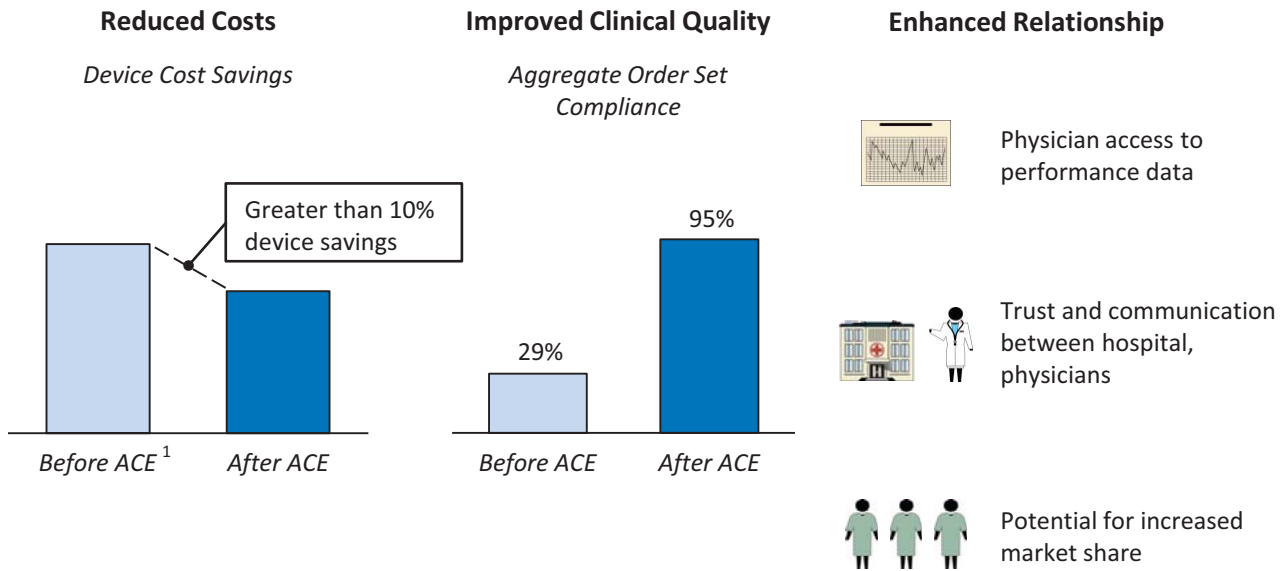 Reduced Costs
Device Cost Savings
Greater than 10%
device savings
Before ACE 1
After ACE
Improved Clinical Quality
Aggregate Order Set
Compliance
29%
95%
Before ACE
After ACE
Enhanced Relationship
Physician access to
performance data
Trust and communication
between hospital,
physicians
Potential for increased
market share